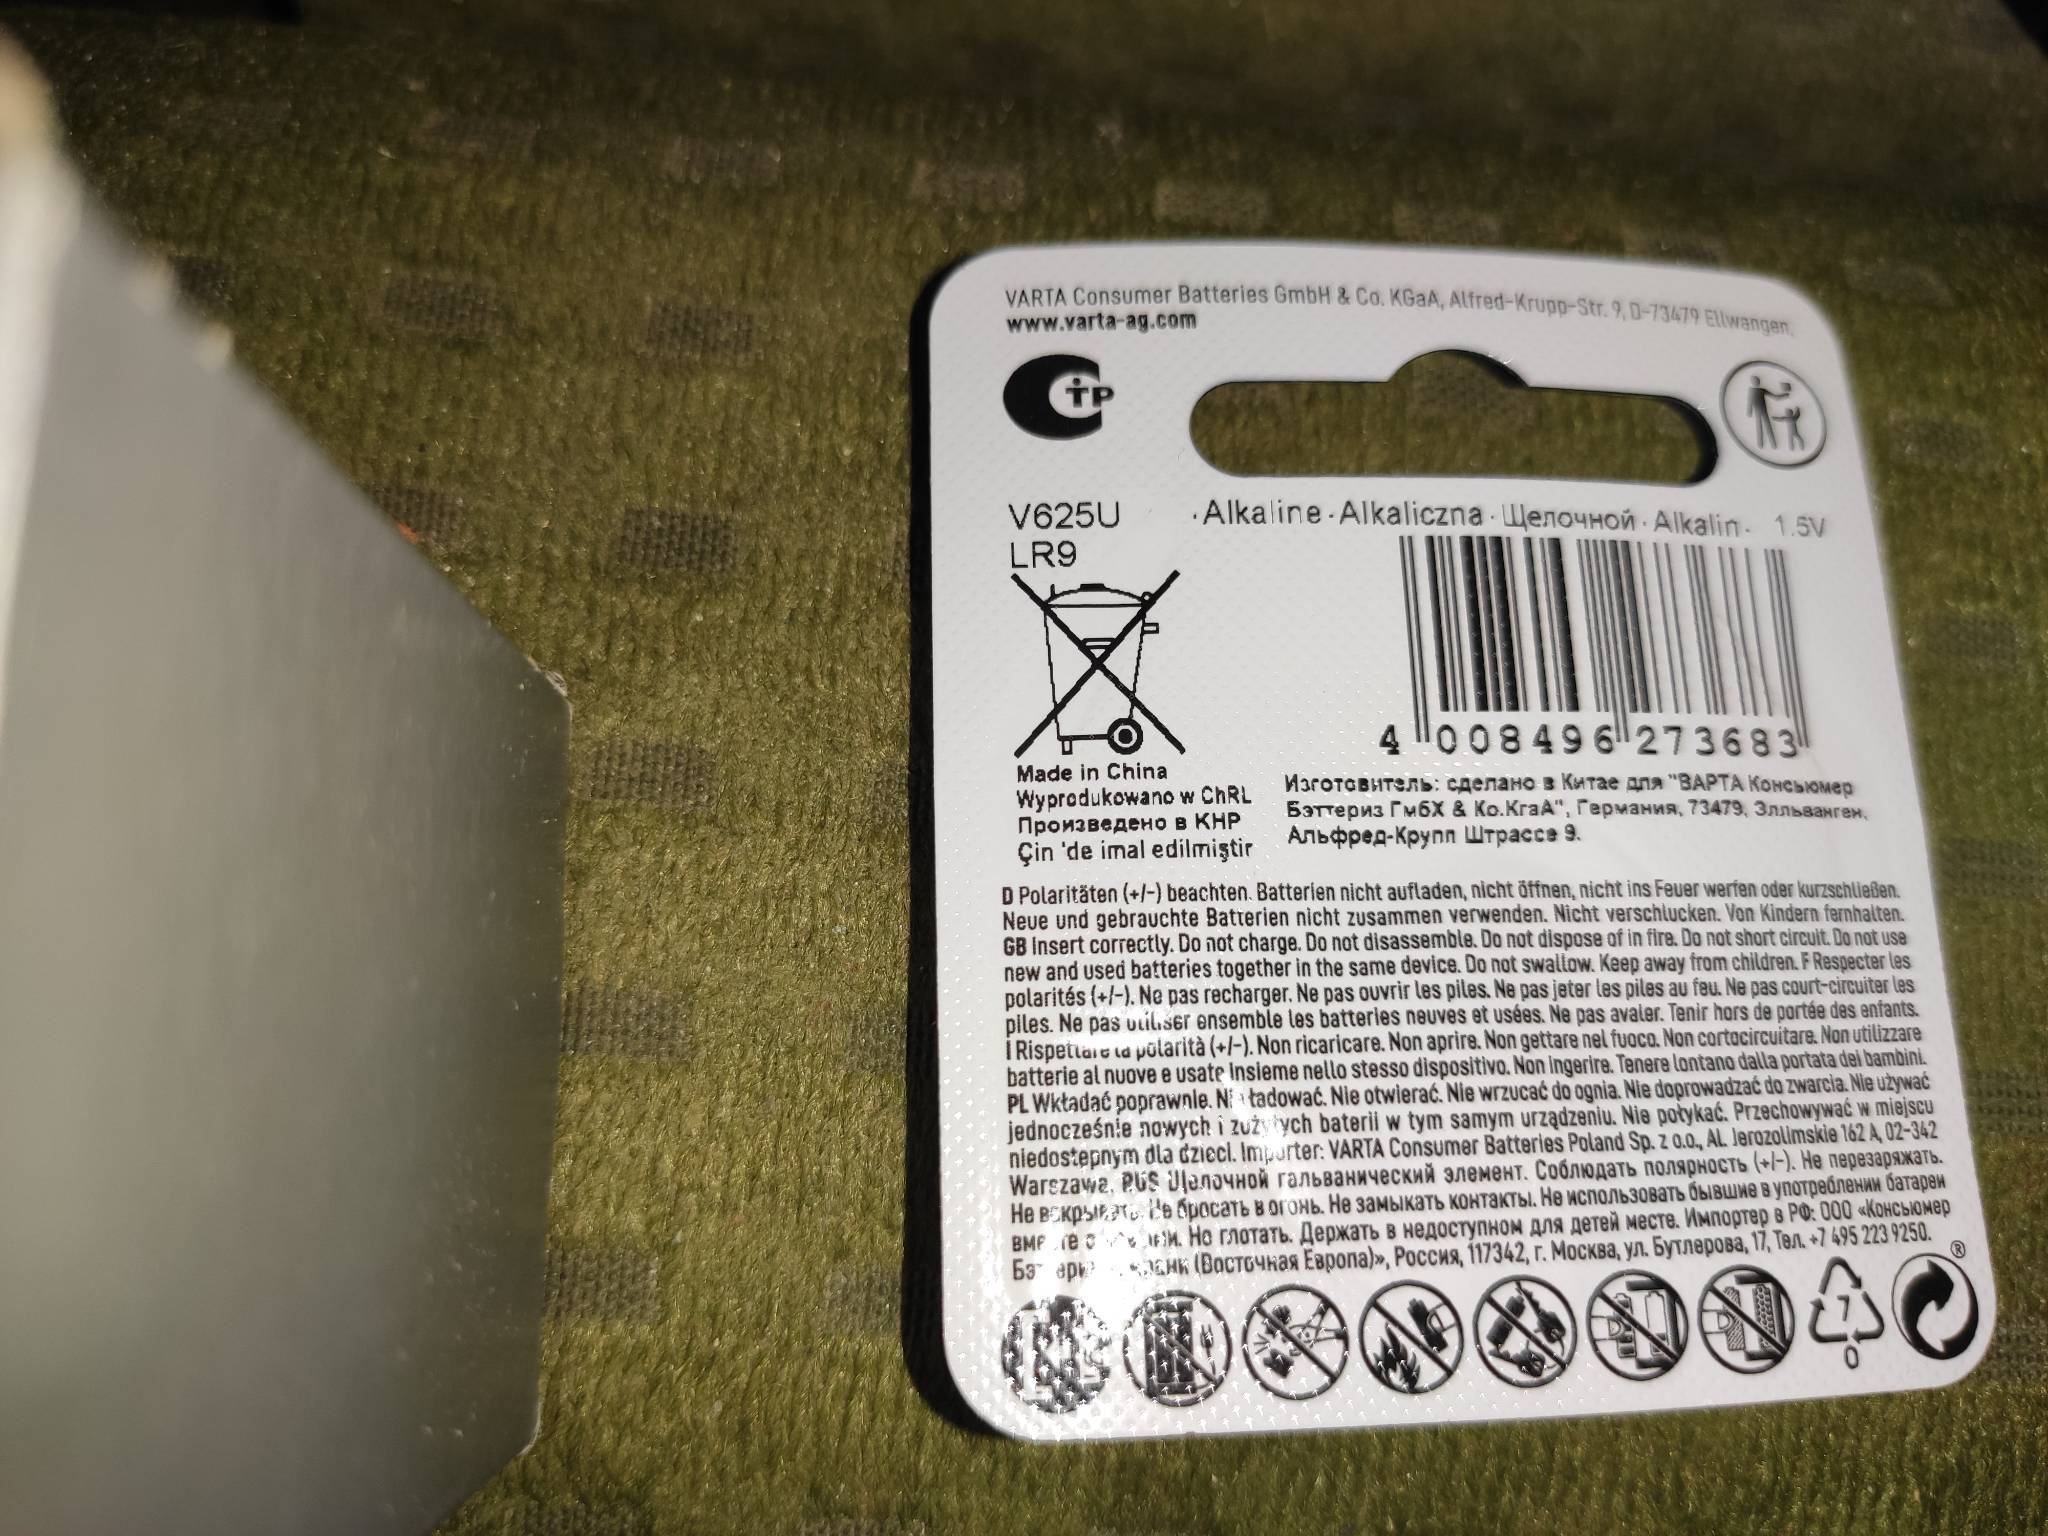 VARTA Consumer Batteries GmbH & Co. KGaA, Alfred-Krupp-Str. 9, D-73479 Ellwangen.
www.varta-ag.com
СТР
V625U · Alkaline · Alkaliczna · Щелочной · Alkalin · 1.5V
LR9
4 008496 273683
Made in China
Wyprodukowano w ChRL
Произведено в КНР
Çin 'de imal edilmiştir
Изготовитель: сделано в Китае для "ВАРТА Консьюмер
Бэттериз ГмбХ & Ко.КгаА", Германия, 73479, Элльванген,
Альфред-Крупп Штрассе 9.
D Polaritäten (+/-) beachten. Batterien nicht aufladen, nicht öffnen, nicht ins Feuer werfen oder kurzschließen.
Neue und gebrauchte Batterien nicht zusammen verwenden. Nicht verschlucken. Von Kindern fernhalten.
GB Insert correctly. Do not charge. Do not disassemble. Do not dispose of in fire. Do not short circuit. Do not use
new and used batteries together in the same device. Do not swallow. Keep away from children. F Respecter les
polarités (+/-). Ne pas recharger. Ne pas ouvrir les piles. Ne pas jeter les piles au feu. Ne pas court-circuiter les
piles. Ne pas utiliser ensemble les batteries neuves et usées. Ne pas avaler. Tenir hors de portée des enfants.
I Rispettare la polarità (+/-). Non ricaricare. Non aprire. Non gettare nel fuoco. Non cortocircuitare. Non utilizzare
batterie al nuove e usate insieme nello stesso dispositivo. Non ingerire. Tenere lontano dalla portata dei bambini.
PL Wkładać poprawnie. Nie ładować. Nie otwierać. Nie wrzucać do ognia. Nie doprowadzać do zwarcia. Nie używać
jednocześnie nowych i zużytych baterii w tym samym urządzeniu. Nie połykać. Przechowywać w miejscu
niedostępnym dla dzieci. Importer: VARTA Consumer Batteries Poland Sp. z o.o., Al. Jerozolimskie 162 A, 02-342
Warszawa. RUS Щелочной гальванический элемент. Соблюдать полярность (+/-). Не перезаряжать.
Не вскрывать. Не бросать в огонь. Не замыкать контакты. Не использовать бывшие в употреблении батареи
вместе с Не глотать. Держать в недоступном для детей месте. Импортер в РФ: ООО «Консьюмер
(Восточная Европа)», Россия, 117342, г. Москва, ул. Бутлерова, 17, Тел. +7 495 223 9250.
7
0
®